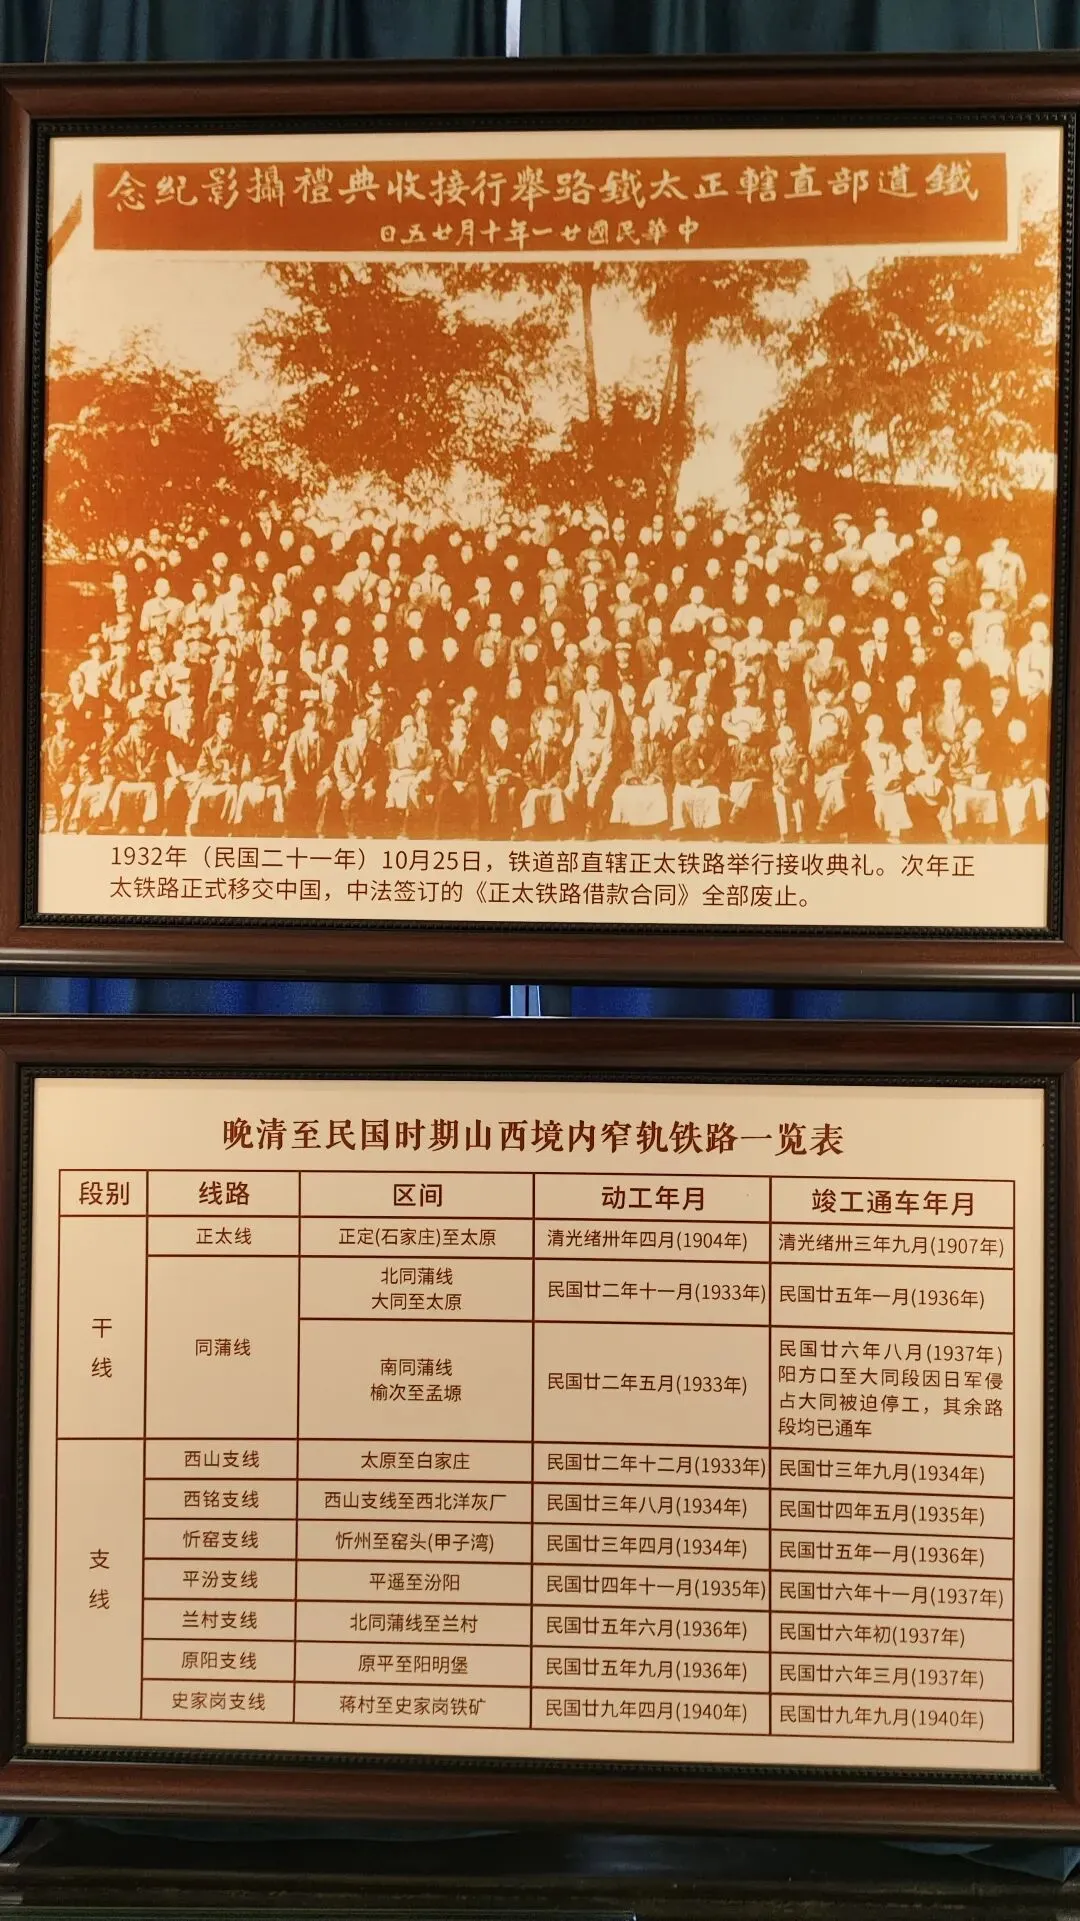 鐵道部直轄正太鐵路舉行接收典禮攝影紀念
中華民國廿一年十月廿五日
1932年（民国二十一年）10月25日，铁道部直辖正太铁路举行接收典礼。次年正
太铁路正式移交中国，中法签订的《正太铁路借款合同》全部废止。
晚清至民国时期山西境内窄轨铁路一览表
段别 线路 区间 动工年月 竣工通车年月
干线
正太线 正定(石家庄)至太原 清光绪卅年四月(1904年) 清光绪卅三年九月(1907年)
同蒲线
北同蒲线
大同至太原
民国廿二年十一月(1933年) 民国廿五年一月(1936年)
南同蒲线
榆次至孟塬
民国廿二年五月(1933年)
民国廿六年八月(1937年)
阳方口至大同段因日军侵
占大同被迫停工，其余路
段均已通车
支线
西山支线 太原至白家庄 民国廿二年十二月(1933年) 民国廿三年九月(1934年)
西铭支线 西山支线至西北洋灰厂 民国廿三年八月(1934年) 民国廿四年五月(1935年)
忻窑支线 忻州至窑头(甲子湾) 民国廿三年四月(1934年) 民国廿五年一月(1936年)
平汾支线 平遥至汾阳 民国廿四年十一月(1935年) 民国廿六年十一月(1937年)
兰村支线 北同蒲线至兰村 民国廿五年六月(1936年) 民国廿六年初(1937年)
原阳支线 原平至阳明堡 民国廿五年九月(1936年) 民国廿六年三月(1937年)
史家岗支线 蒋村至史家岗铁矿 民国廿九年四月(1940年) 民国廿九年九月(1940年)